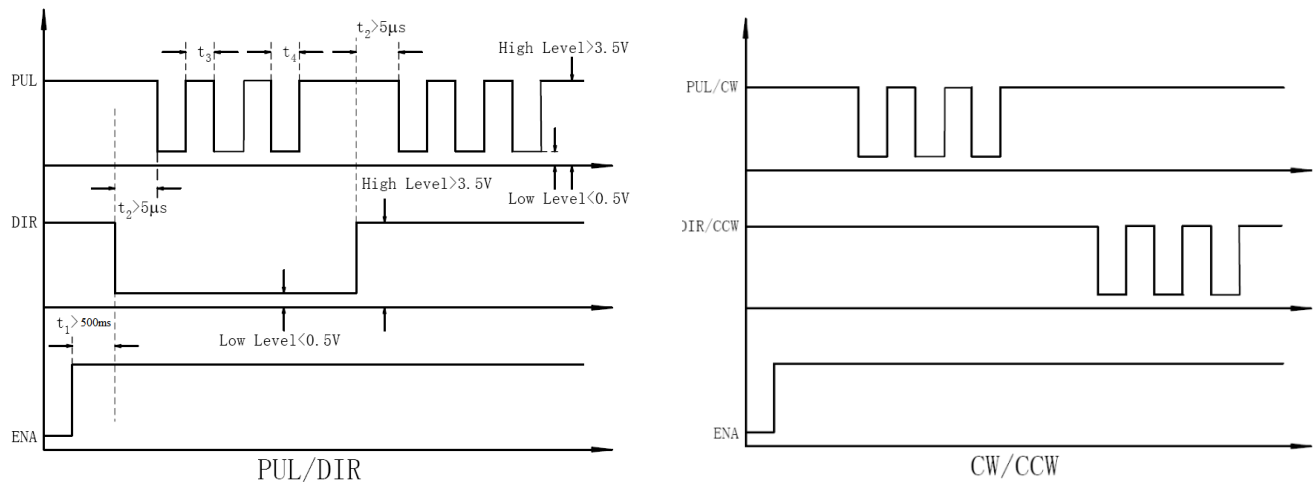 t2>5μs
t3
t4
High Level>3.5V
PUL
t2>5μs
High Level>3.5V
Low Level<0.5V
DIR
t1>500ms
Low Level<0.5V
ENA
PUL/DIR
PUL/CW
DIR/CCW
ENA
CW/CCW